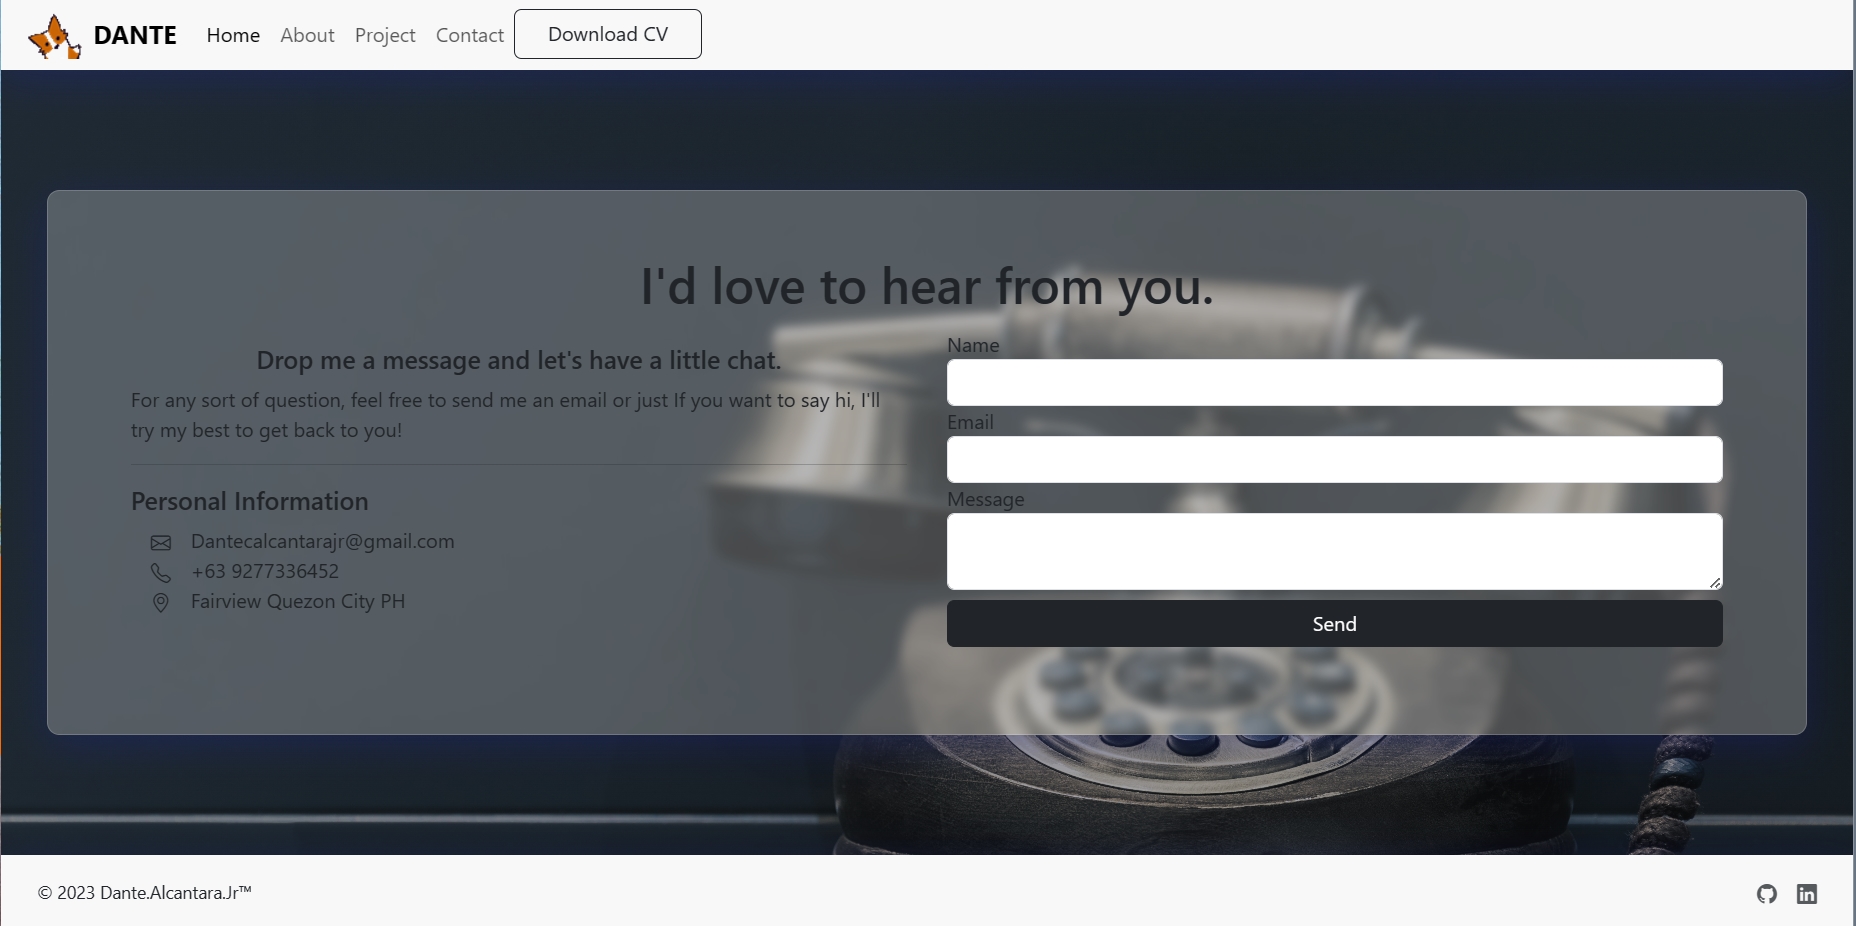 DANTE
Home
About
Project
Contact
Download CV
I'd love to hear from you.
Drop me a message and let's have a little chat.
For any sort of question, feel free to send me an email or just If you want to say hi, I'll
try my best to get back to you!
Personal Information
Dantecalcantarajr@gmail.com
+63 9277336452
Fairview Quezon City PH
Name
Email
Message
Send
© 2023 Dante.Alcantara.Jr™